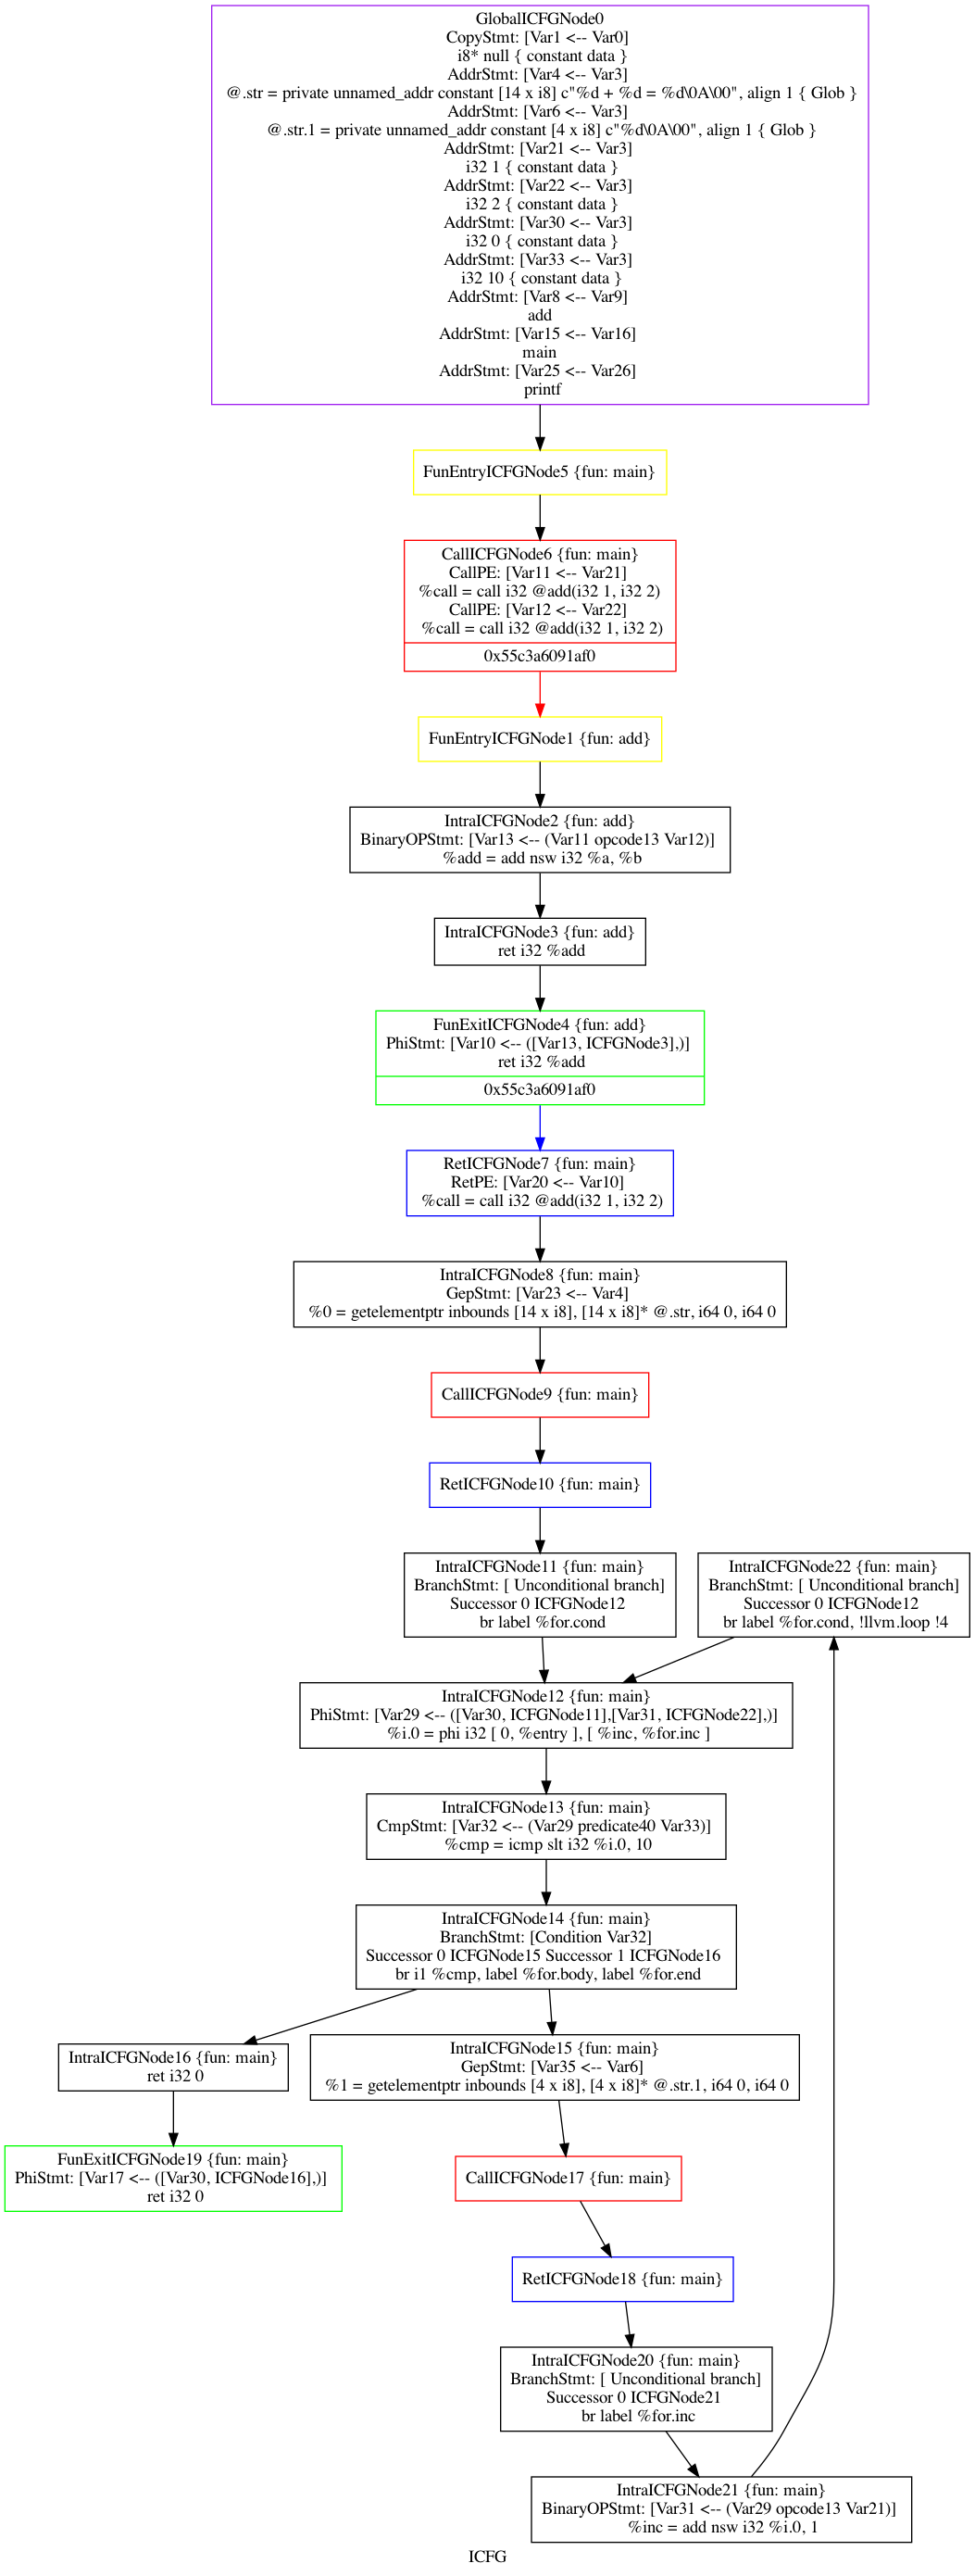 GlobalICFGNode0
CopyStmt: [Var1 <-- Var0]
i8* null { constant data }
AddrStmt: [Var4 <-- Var3]
@.str = private unnamed_addr constant [14 x i8] c"%d + %d = %d\0A\00", align 1 { Glob }
AddrStmt: [Var6 <-- Var3]
@.str.1 = private unnamed_addr constant [4 x i8] c"%d\0A\00", align 1 { Glob }
AddrStmt: [Var21 <-- Var3]
i32 1 { constant data }
AddrStmt: [Var22 <-- Var3]
i32 2 { constant data }
AddrStmt: [Var30 <-- Var3]
i32 0 { constant data }
AddrStmt: [Var33 <-- Var3]
i32 10 { constant data }
AddrStmt: [Var8 <-- Var9]
add
AddrStmt: [Var15 <-- Var16]
main
AddrStmt: [Var25 <-- Var26]
printf
FunEntryICFGNode5 {fun: main}
CallICFGNode6 {fun: main}
CallPE: [Var11 <-- Var21]
%call = call i32 @add(i32 1, i32 2)
CallPE: [Var12 <-- Var22]
%call = call i32 @add(i32 1, i32 2)
0x55c3a6091af0
FunEntryICFGNode1 {fun: add}
IntraICFGNode2 {fun: add}
BinaryOPStmt: [Var13 <-- (Var11 opcode13 Var12)]
%add = add nsw i32 %a, %b
IntraICFGNode3 {fun: add}
ret i32 %add
FunExitICFGNode4 {fun: add}
PhiStmt: [Var10 <-- ([Var13, ICFGNode3],)]
ret i32 %add
0x55c3a6091af0
RetICFGNode7 {fun: main}
RetPE: [Var20 <-- Var10]
%call = call i32 @add(i32 1, i32 2)
IntraICFGNode8 {fun: main}
GepStmt: [Var23 <-- Var4]
%0 = getelementptr inbounds [14 x i8], [14 x i8]* @.str, i64 0, i64 0
CallICFGNode9 {fun: main}
RetICFGNode10 {fun: main}
IntraICFGNode11 {fun: main}
BranchStmt: [ Unconditional branch]
Successor 0 ICFGNode12
br label %for.cond
IntraICFGNode22 {fun: main}
BranchStmt: [ Unconditional branch]
Successor 0 ICFGNode12
br label %for.cond, !llvm.loop !4
IntraICFGNode12 {fun: main}
PhiStmt: [Var29 <-- ([Var30, ICFGNode11],[Var31, ICFGNode22],)]
%i.0 = phi i32 [ 0, %entry ], [ %inc, %for.inc ]
IntraICFGNode13 {fun: main}
CmpStmt: [Var32 <-- (Var29 predicate40 Var33)]
%cmp = icmp slt i32 %i.0, 10
IntraICFGNode14 {fun: main}
BranchStmt: [Condition Var32]
Successor 0 ICFGNode15 Successor 1 ICFGNode16
br i1 %cmp, label %for.body, label %for.end
IntraICFGNode16 {fun: main}
ret i32 0
IntraICFGNode15 {fun: main}
GepStmt: [Var35 <-- Var6]
%1 = getelementptr inbounds [4 x i8], [4 x i8]* @.str.1, i64 0, i64 0
FunExitICFGNode19 {fun: main}
PhiStmt: [Var17 <-- ([Var30, ICFGNode16],)]
ret i32 0
CallICFGNode17 {fun: main}
RetICFGNode18 {fun: main}
IntraICFGNode20 {fun: main}
BranchStmt: [ Unconditional branch]
Successor 0 ICFGNode21
br label %for.inc
IntraICFGNode21 {fun: main}
BinaryOPStmt: [Var31 <-- (Var29 opcode13 Var21)]
%inc = add nsw i32 %i.0, 1
ICFG